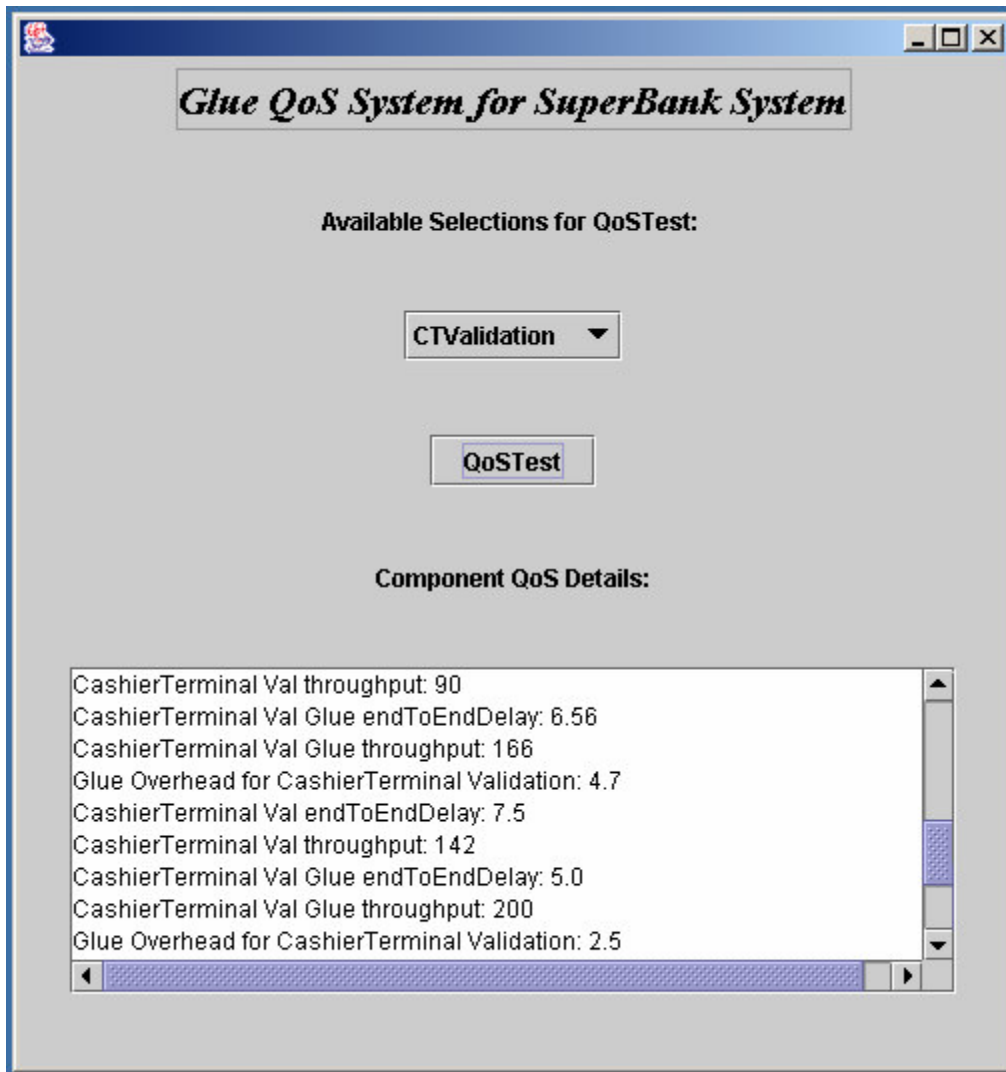 Glue QoS System for SuperBank System
Available Selections for QoSTest:
CTValidation
QoSTest
Component QoS Details:
CashierTerminal Val throughput: 90
CashierTerminal Val Glue endToEndDelay: 6.56
CashierTerminal Val Glue throughput: 166
Glue Overhead for CashierTerminal Validation: 4.7
CashierTerminal Val endToEndDelay: 7.5
CashierTerminal Val throughput: 142
CashierTerminal Val Glue endToEndDelay: 5.0
CashierTerminal Val Glue throughput: 200
Glue Overhead for CashierTerminal Validation: 2.5